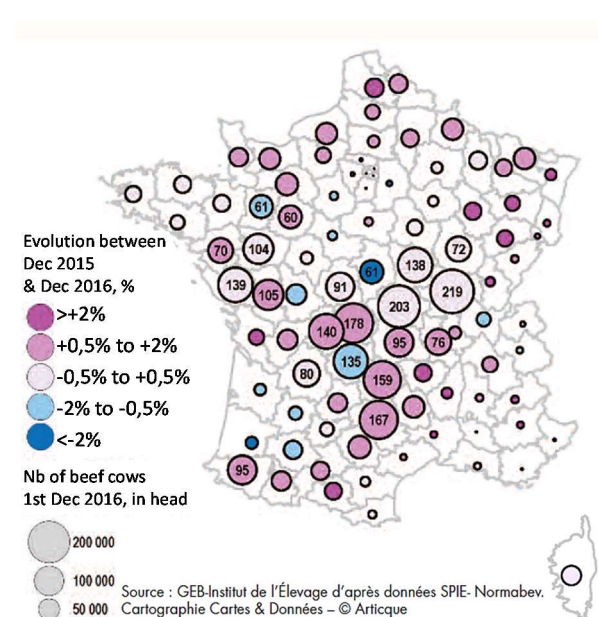 61
60
70
104
72
138
61
139
105
91
219
203
178
140
95
76
135
80
159
167
95
Evolution between
Dec 2015
& Dec 2016, %
>+2%
+0,5% to +2%
-0,5% to +0,5%
-2% to -0,5%
<-2%
Nb of beef cows
1st Dec 2016, in head
200 000
100 000
50 000
Source : GEB-Institut de l'Élevage d'après données SPIE- Normabev.
Cartographie Cartes & Données – © Articque